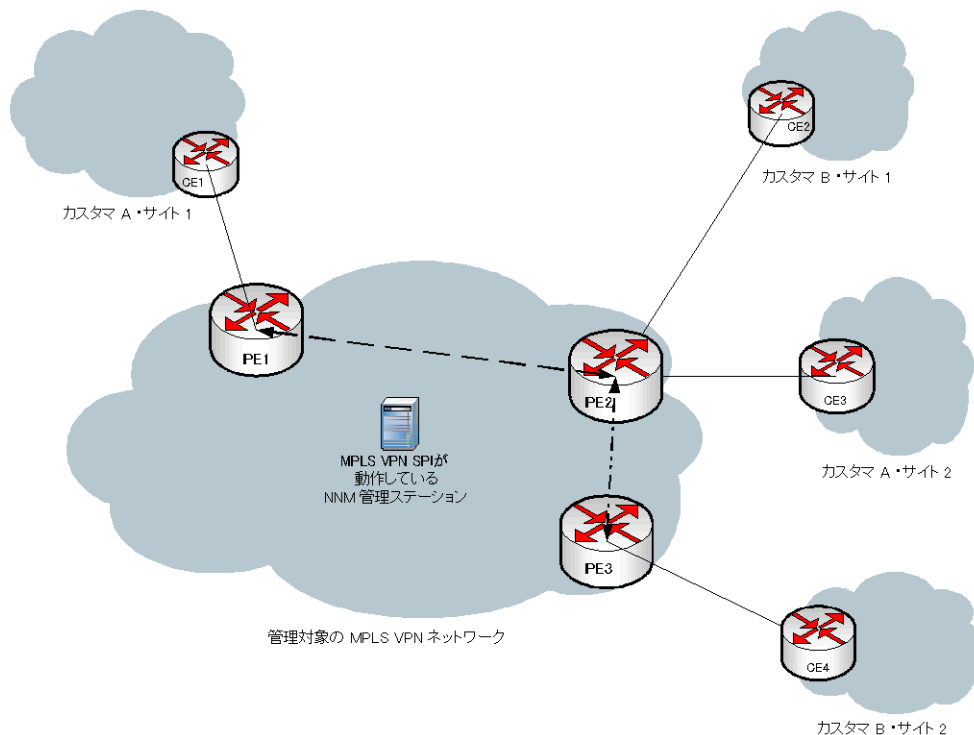 CE2
CE1
カスタマ B・サイト 1
カスタマ A・サイト 1
PE1
PE2
CE3
MPLS VPN SPIが
動作している
NNM 管理ステーション
カスタマ A・サイト 2
PE3
管理対象の MPLS VPN ネットワーク
CE4
カスタマ B・サイト 2